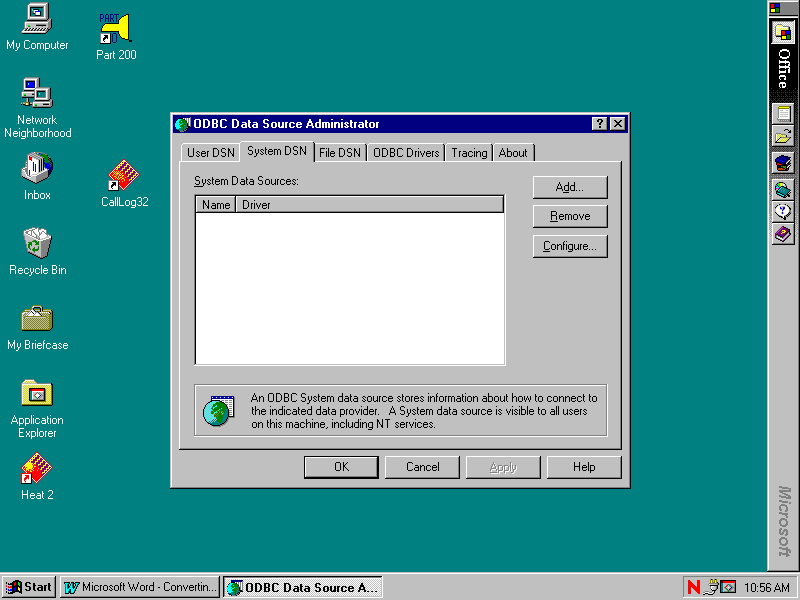 My Computer
PART
Part 200
Network
Neighborhood
Inbox
CallLog32
Recycle Bin
My Briefcase
Application
Explorer
Heat 2
ODBC Data Source Administrator
User DSN
System DSN
File DSN
ODBC Drivers
Tracing
About
System Data Sources:
Name
Driver
Add...
Remove
Configure...
An ODBC System data source stores information about how to connect to
the indicated data provider. A System data source is visible to all users
on this machine, including NT services.
OK
Cancel
Apply
Help
Office
Microsoft
Start
Microsoft Word - Convertin...
ODBC Data Source A...
N
10:56 AM